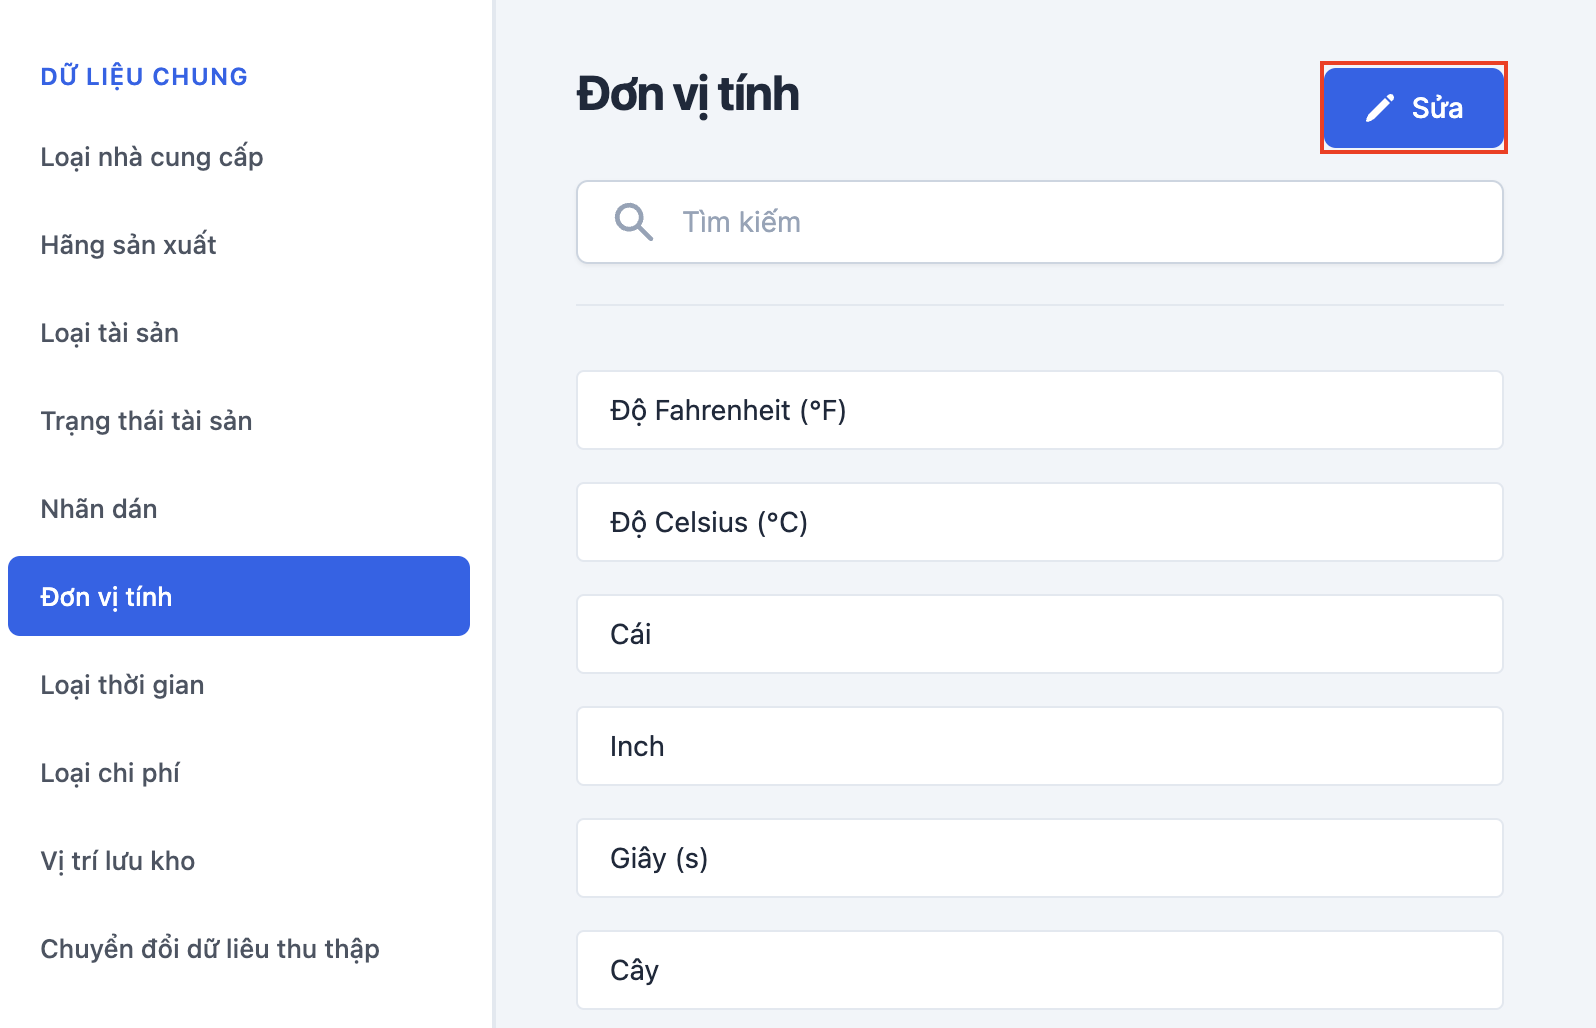 DỮ LIỆU CHUNG
Loại nhà cung cấp
Hãng sản xuất
Loại tài sản
Trạng thái tài sản
Nhãn dán
Đơn vị tính
Loại thời gian
Loại chi phí
Vị trí lưu kho
Chuyển đổi dữ liêu thu thập
Đơn vị tính
Sửa
Tìm kiếm
Độ Fahrenheit (°F)
Độ Celsius (°C)
Cái
Inch
Giây (s)
Cây